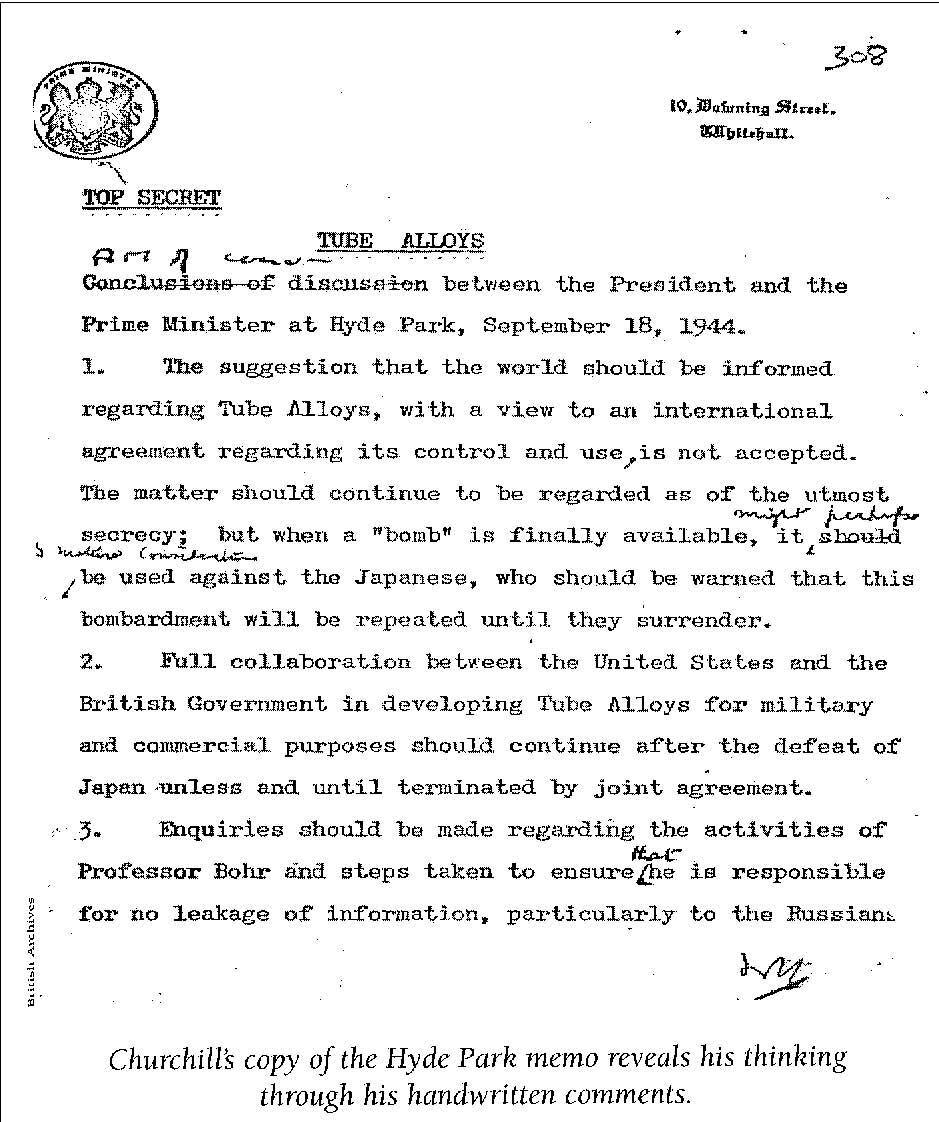 308
PRIME MINISTER
10, Downing Street,
Whitehall.
TOP SECRET
TUBE ALLOYS
Conclusions of discussion between the President and the
Prime Minister at Hyde Park, September 18, 1944.
1. The suggestion that the world should be informed
regarding Tube Alloys, with a view to an international
agreement regarding its control and use, is not accepted.
The matter should continue to be regarded as of the utmost
might perhaps
secrecy; but when a "bomb" is finally available, it should
be used against the Japanese, who should be warned that this
bombardment will be repeated until they surrender.
2. Full collaboration between the United States and the
British Government in developing Tube Alloys for military
and commercial purposes should continue after the defeat of
Japan unless and until terminated by joint agreement.
3. Enquiries should be made regarding the activities of
that
Professor Bohr and steps taken to ensure he is responsible
for no leakage of information, particularly to the Russians
British Archives
Churchill's copy of the Hyde Park memo reveals his thinking
through his handwritten comments.